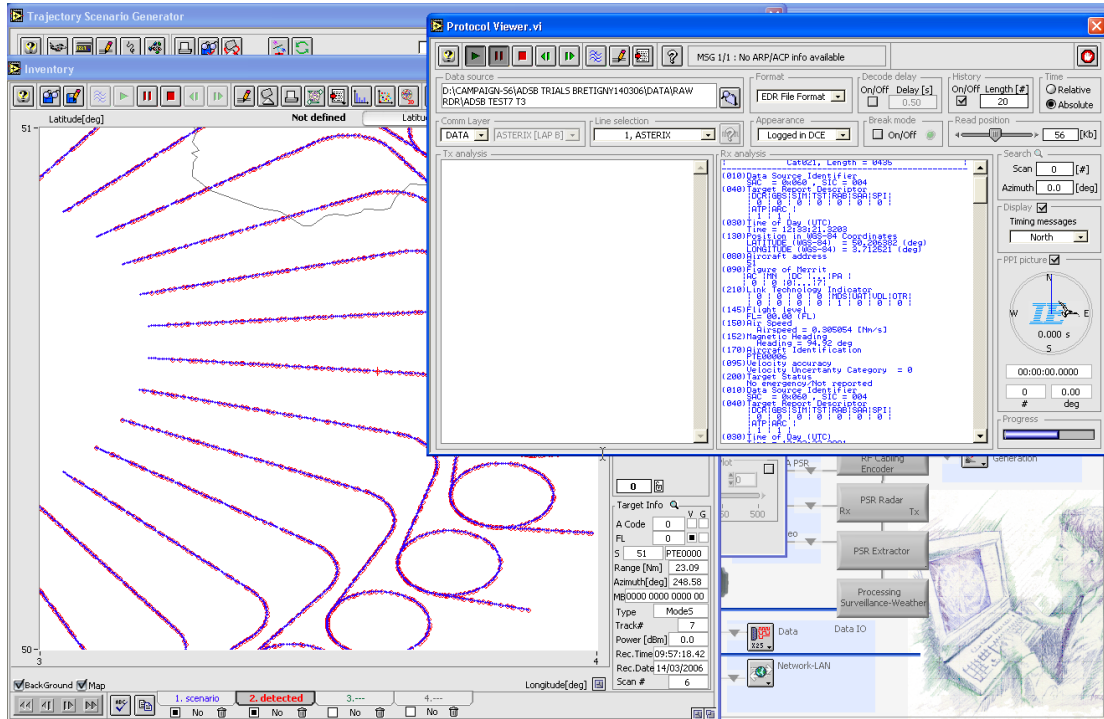 Trajectory Scenario Generator
Inventory
Latitude[deg]
Not defined
51
50
3
4
BackGround
Map
Longitude[deg]
1. scenario
2. detected
3.---
4.---
No
No
No
No
Protocol Viewer.vi
MSG 1/1 : No ARP/ACP info available
Data source
D:\CAMPAIGN-S6\ADSB TRIALS BRETIGNY140306\DATA\RAW
RDR\ADSB TEST7 T3
Format
EDR File Format
Decode delay
On/Off Delay [s]
0.50
History
On/Off Length [#]
20
Time
Relative
Absolute
Comm Layer
DATA
ASTERIX [LAP B]
Line selection
1, ASTERIX
Appearance
Logged in DCE
Break mode
On/Off
Read position
56 [Kb]
Tx analysis
Rx analysis
Cat021, Length = 0435
(010)Data Source Identifier
SAC = 0x060 , SIC = 004
(040)Target Report Descriptor
|DCR|GBS|SIM|TST|RAB|SAA|SPI|
| 0 | 0 | 0 | 0 | 0 | 0 | 0 |
|ATP|ARC |
| 1 | 1 |
(030)Time of Day (UTC)
Time = 12:33:21.3203
(130)Position in WGS-84 Coordinates
LATITUDE (WGS-84) = 50.206382 (deg)
LONGITUDE (WGS-84) = 3.712521 (deg)
(080)Aircraft address
51
(090)Figure of Merrit
|AC |MN |DC |...|PA |
| 0 | 0 |0|...|7|
(210)Link Technology Indicator
| 0 | 0 | 0 | 0 |MDS|UAT|VDL|OTR|
| 0 | 0 | 0 | 0 | 1 | 0 | 0 | 0 |
(145)Flight level
FL= 00.00 (FL)
(150)Air Speed
Airspeed = 0.305054 [Nm/s]
(152)Magnetic Heading
Heading = 94.92 deg
(170)Aircraft Identification
PTE00006
(095)Velocity accuracy
Velocity Uncertanty Category = 0
(200)Target Status
No emergency/Not reported
(010)Data Source Identifier
SAC = 0x060 , SIC = 004
(040)Target Report Descriptor
|DCR|GBS|SIM|TST|RAB|SAA|SPI|
| 0 | 0 | 0 | 0 | 0 | 0 | 0 |
|ATP|ARC |
| 1 | 1 |
(030)Time of Day (UTC)
Search
Scan 0 [#]
Azimuth 0.0 [deg]
Display
Timing messages
North
PPI picture
N
W
E
S
0.000 s
00:00:00.0000
0 0.00
# deg
Progress
0
Target Info
V G
A Code 0
FL 0
S 51 PTE0000
Range [Nm] 23.09
Azimuth[deg] 248.58
MB 0000 0000 0000 00
Type ModeS
Track# 7
Power [dBm] 0.0
Rec.Time 09:57:18.42
Rec.Date 14/03/2006
Scan # 6
500
A PSR
RF Cabling
Encoder
Generation
PSR Radar
Rx Tx
PSR Extractor
Processing
Surveillance-Weather
Data
Data IO
X25
Network-LAN